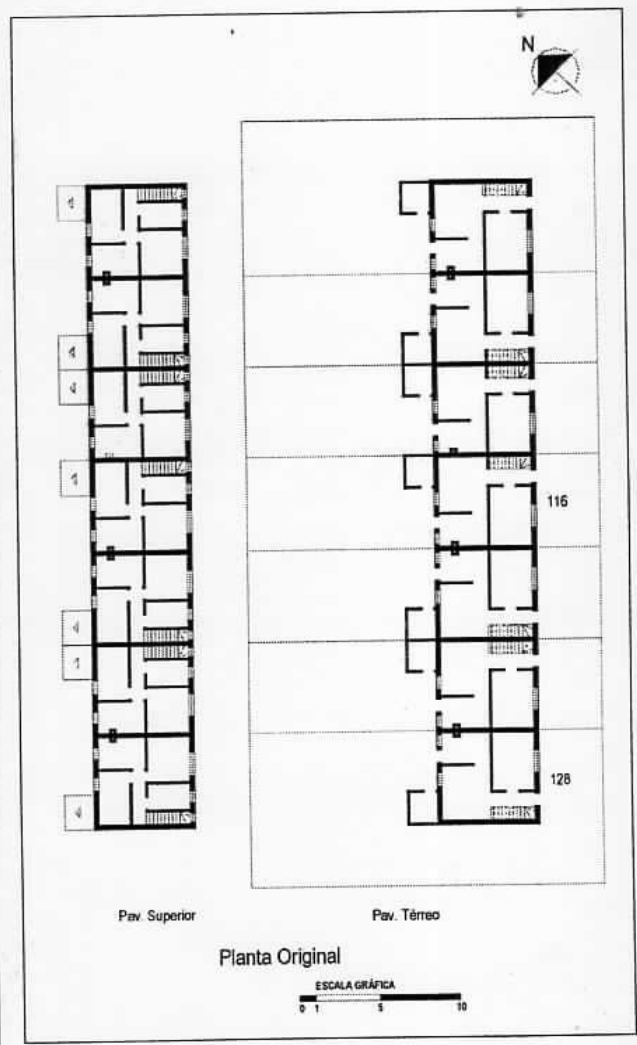 N
116
128
Pav. Superior
Pav. Térreo
Planta Original
ESCALA GRÁFICA
0 1 5 10